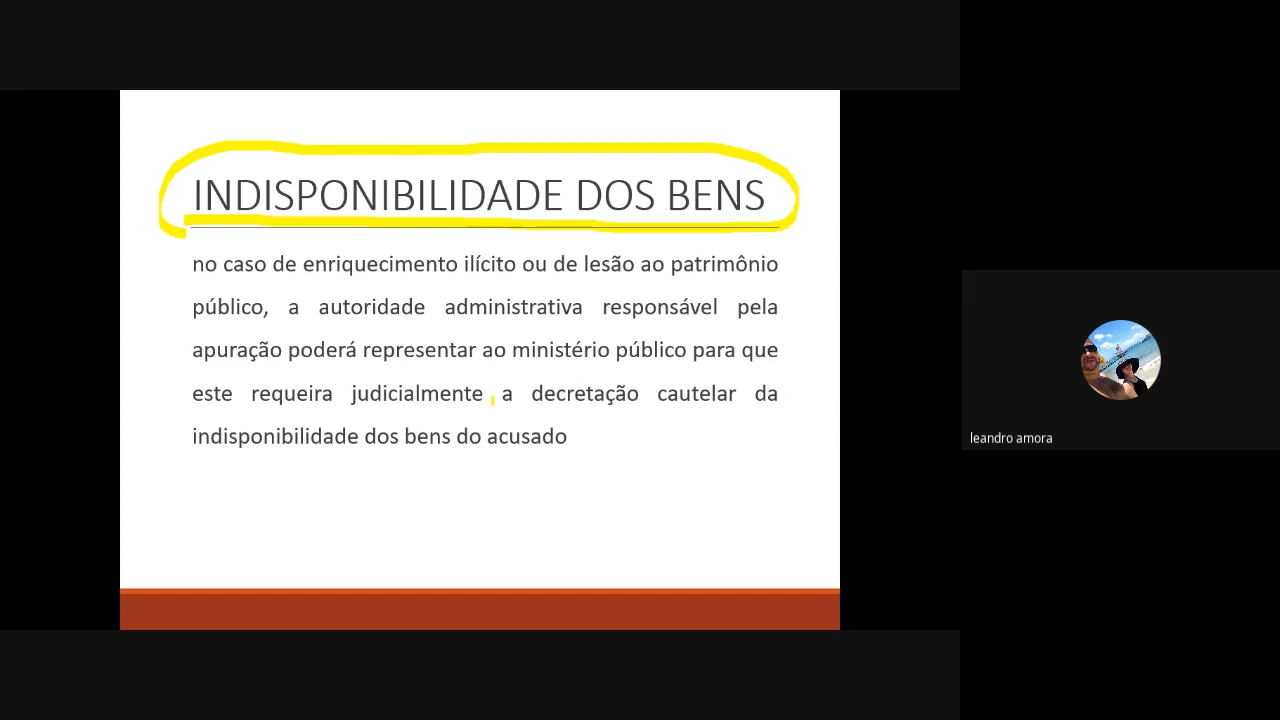 INDISPONIBILIDADE DOS BENS
no caso de enriquecimento ilícito ou de lesão ao patrimônio
público, a autoridade administrativa responsável pela
apuração poderá representar ao ministério público para que
este requeira judicialmente , a decretação cautelar da
indisponibilidade dos bens do acusado
leandro amora